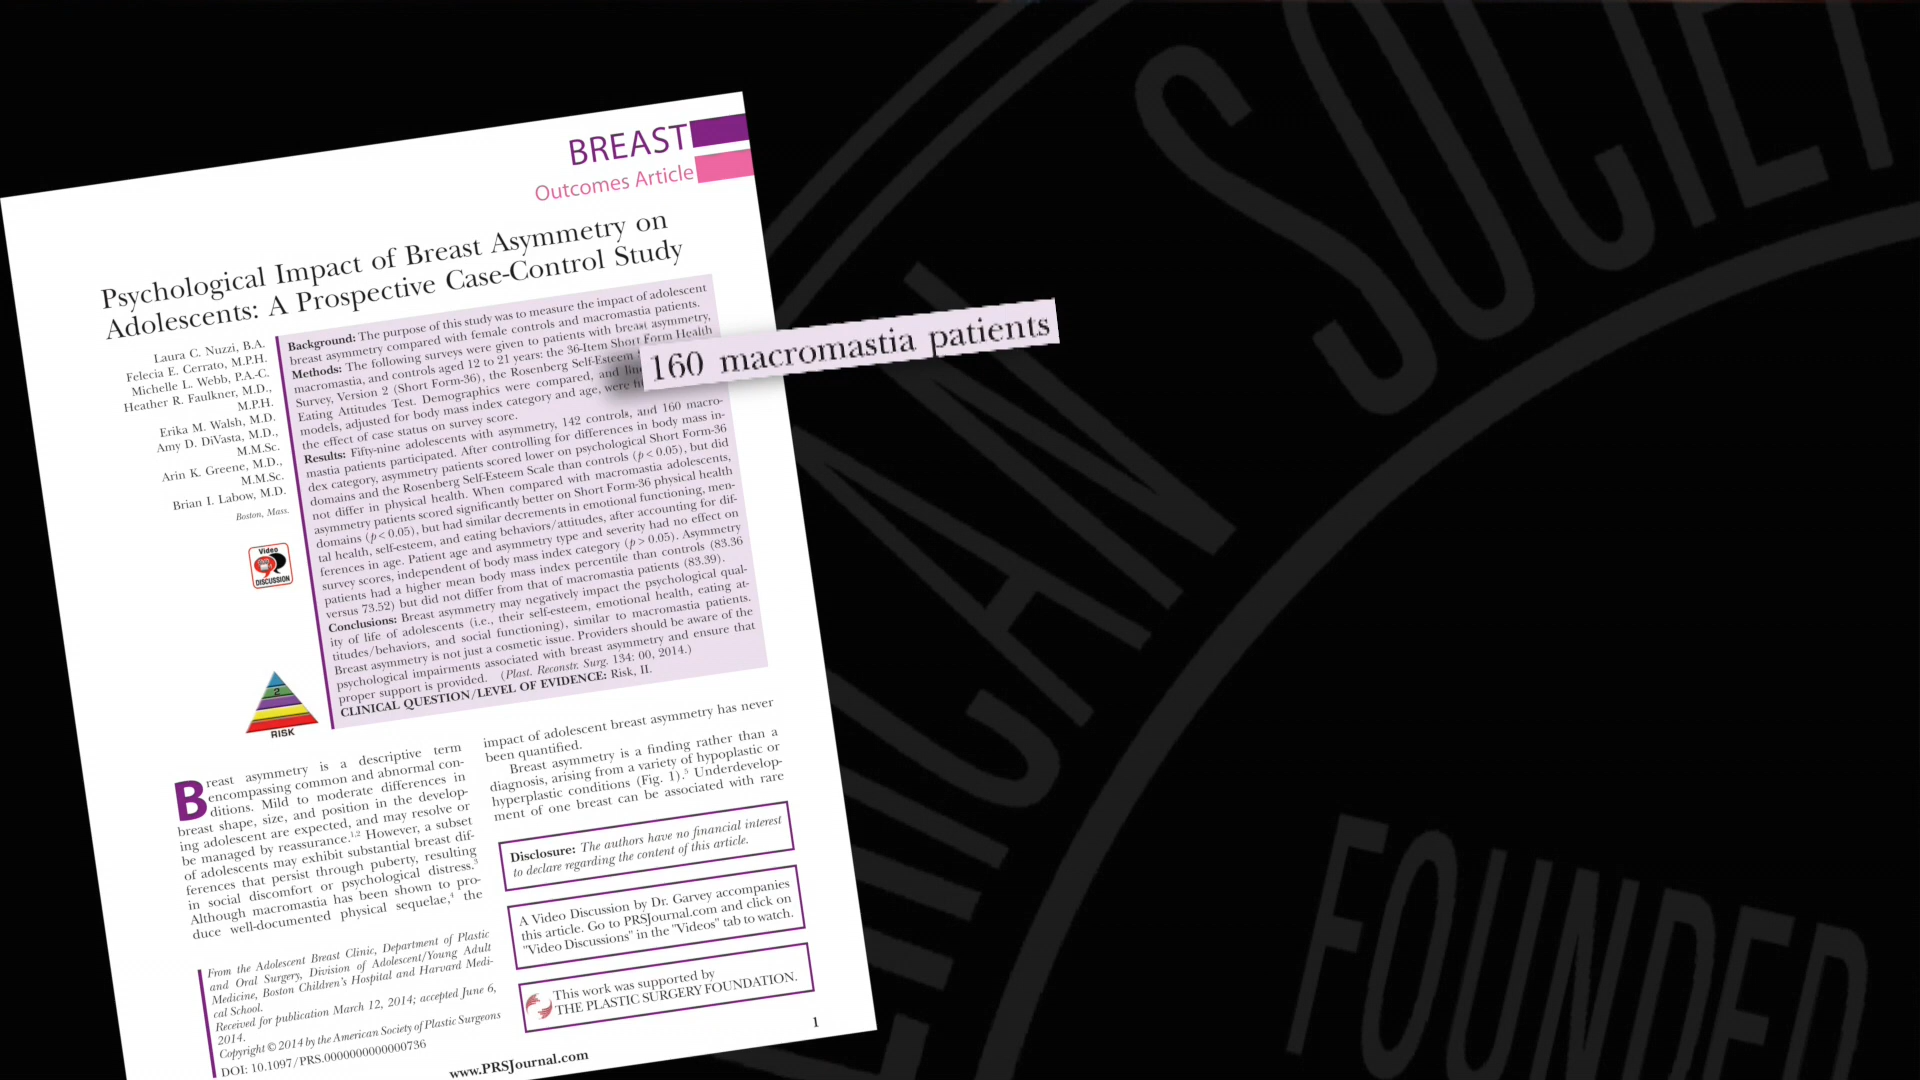 BREAST
Outcomes Article
Psychological Impact of Breast Asymmetry on
Adolescents: A Prospective Case-Control Study
Laura C. Nuzzi, B.A.
Felecia E. Cerrato, M.P.H.
Michelle L. Webb, P.A.-C.
Heather R. Faulkner, M.D.,
M.P.H.
Erika M. Walsh, M.D.
Amy D. DiVasta, M.D.,
M.M.Sc.
Arin K. Greene, M.D.,
M.M.Sc.
Brian I. Labow, M.D.
Boston, Mass.
Video
DISCUSSION
2
RISK
Background: The purpose of this study was to measure the impact of adolescent
breast asymmetry compared with female controls and macromastia patients.
Methods: The following surveys were given to patients with breast asymmetry,
macromastia, and controls aged 12 to 21 years: the 36-Item Short Form Health
Survey, Version 2 (Short Form-36), the Rosenberg Self-Esteem
Eating Attitudes Test. Demographics were compared, and
models, adjusted for body mass index category and age, were
the effect of case status on survey score.
Results: Fifty-nine adolescents with asymmetry, 142 controls, and 160 macro-
mastia patients participated. After controlling for differences in body mass in-
dex category, asymmetry patients scored lower on psychological Short Form-36
domains and the Rosenberg Self-Esteem Scale than controls (p < 0.05), but did
not differ in physical health. When compared with macromastia adolescents,
asymmetry patients scored significantly better on Short Form-36 physical health
domains (p < 0.05), but had similar decrements in emotional functioning, men-
tal health, self-esteem, and eating behaviors/attitudes, after accounting for dif-
ferences in age. Patient age and asymmetry type and severity had no effect on
survey scores, independent of body mass index category (p > 0.05). Asymmetry
patients had a higher mean body mass index percentile than controls (83.36
versus 73.52) but did not differ from that of macromastia patients (83.39).
Conclusions: Breast asymmetry may negatively impact the psychological qual-
ity of life of adolescents (i.e., their self-esteem, emotional health, eating at-
titudes/behaviors, and social functioning), similar to macromastia patients.
Breast asymmetry is not just a cosmetic issue. Providers should be aware of the
psychological impairments associated with breast asymmetry and ensure that
proper support is provided. (Plast. Reconstr. Surg. 134: 00, 2014.)
CLINICAL QUESTION/LEVEL OF EVIDENCE: Risk, II.
160 macromastia patients
Breast asymmetry is a descriptive term
encompassing common and abnormal con-
ditions. Mild to moderate differences in
breast shape, size, and position in the develop-
ing adolescent are expected, and may resolve or
be managed by reassurance.1,2 However, a subset
of adolescents may exhibit substantial breast dif-
ferences that persist through puberty, resulting
in social discomfort or psychological distress.3
Although macromastia has been shown to pro-
duce well-documented physical sequelae,4 the
From the Adolescent Breast Clinic, Department of Plastic
and Oral Surgery, Division of Adolescent/Young Adult
Medicine, Boston Children's Hospital and Harvard Medi-
cal School.
Received for publication March 12, 2014; accepted June 6,
2014.
Copyright © 2014 by the American Society of Plastic Surgeons
DOI: 10.1097/PRS.0000000000000736
impact of adolescent breast asymmetry has never
been quantified.
Breast asymmetry is a finding rather than a
diagnosis, arising from a variety of hypoplastic or
hyperplastic conditions (Fig. 1).5 Underdevelop-
ment of one breast can be associated with rare
Disclosure: The authors have no financial interest
to declare regarding the content of this article.
A Video Discussion by Dr. Garvey accompanies
this article. Go to PRSJournal.com and click on
"Video Discussions" in the "Videos" tab to watch.
This work was supported by
THE PLASTIC SURGERY FOUNDATION.
www.PRSJournal.com
1
SOCIETY
FOUNDED